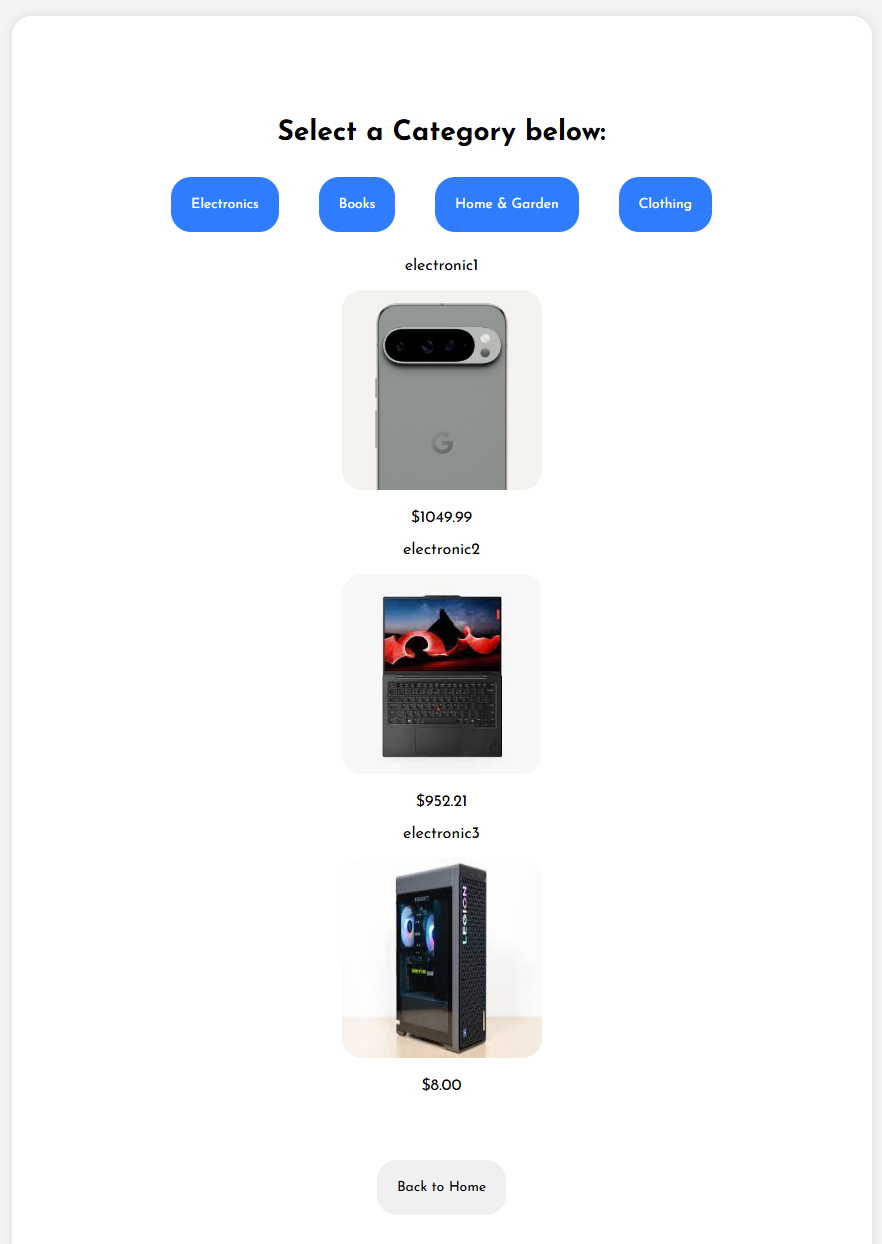 Select a Category below:
Electronics Books Home & Garden Clothing
electronic1
G
$1049.99
electronic2
$952.21
electronic3
LEGION
$8.00
Back to Home